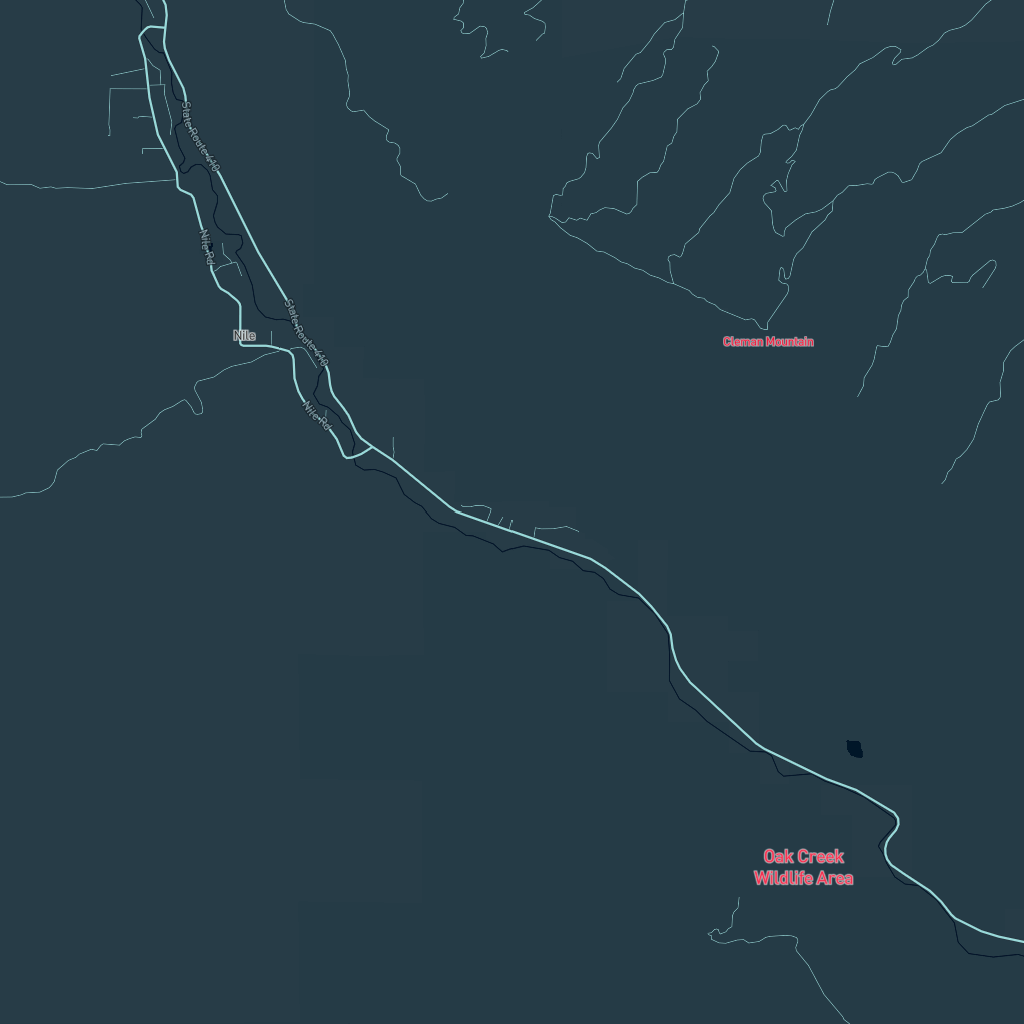 State Route 410
Nile Rd
State Route 410
Nile
Cleman Mountain
Nile Rd
Oak Creek
Wildlife Area